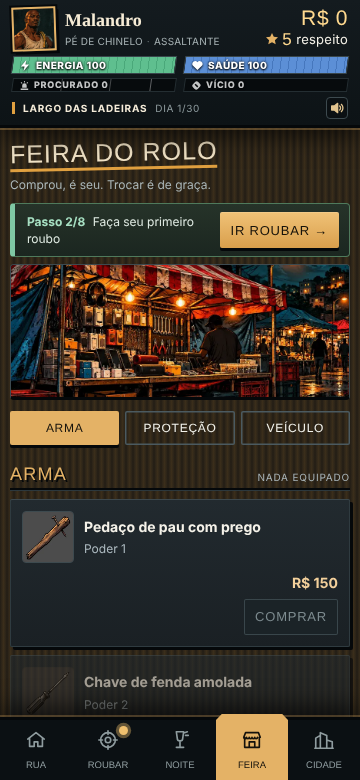 Malandro
R$ 0
PÉ DE CHINELO · ASSALTANTE
5 respeito
ENERGIA 100
SAÚDE 100
PROCURADO 0
VÍCIO 0
LARGO DAS LADEIRAS DIA 1/30
FEIRA DO ROLO
Comprou, é seu. Trocar é de graça.
Passo 2/8 Faça seu primeiro
roubo
IR ROUBAR →
ARMA
PROTEÇÃO
VEÍCULO
ARMA
NADA EQUIPADO
Pedaço de pau com prego
Poder 1
R$ 150
COMPRAR
Chave de fenda amolada
Poder 2
RUA
ROUBAR
NOITE
FEIRA
CIDADE